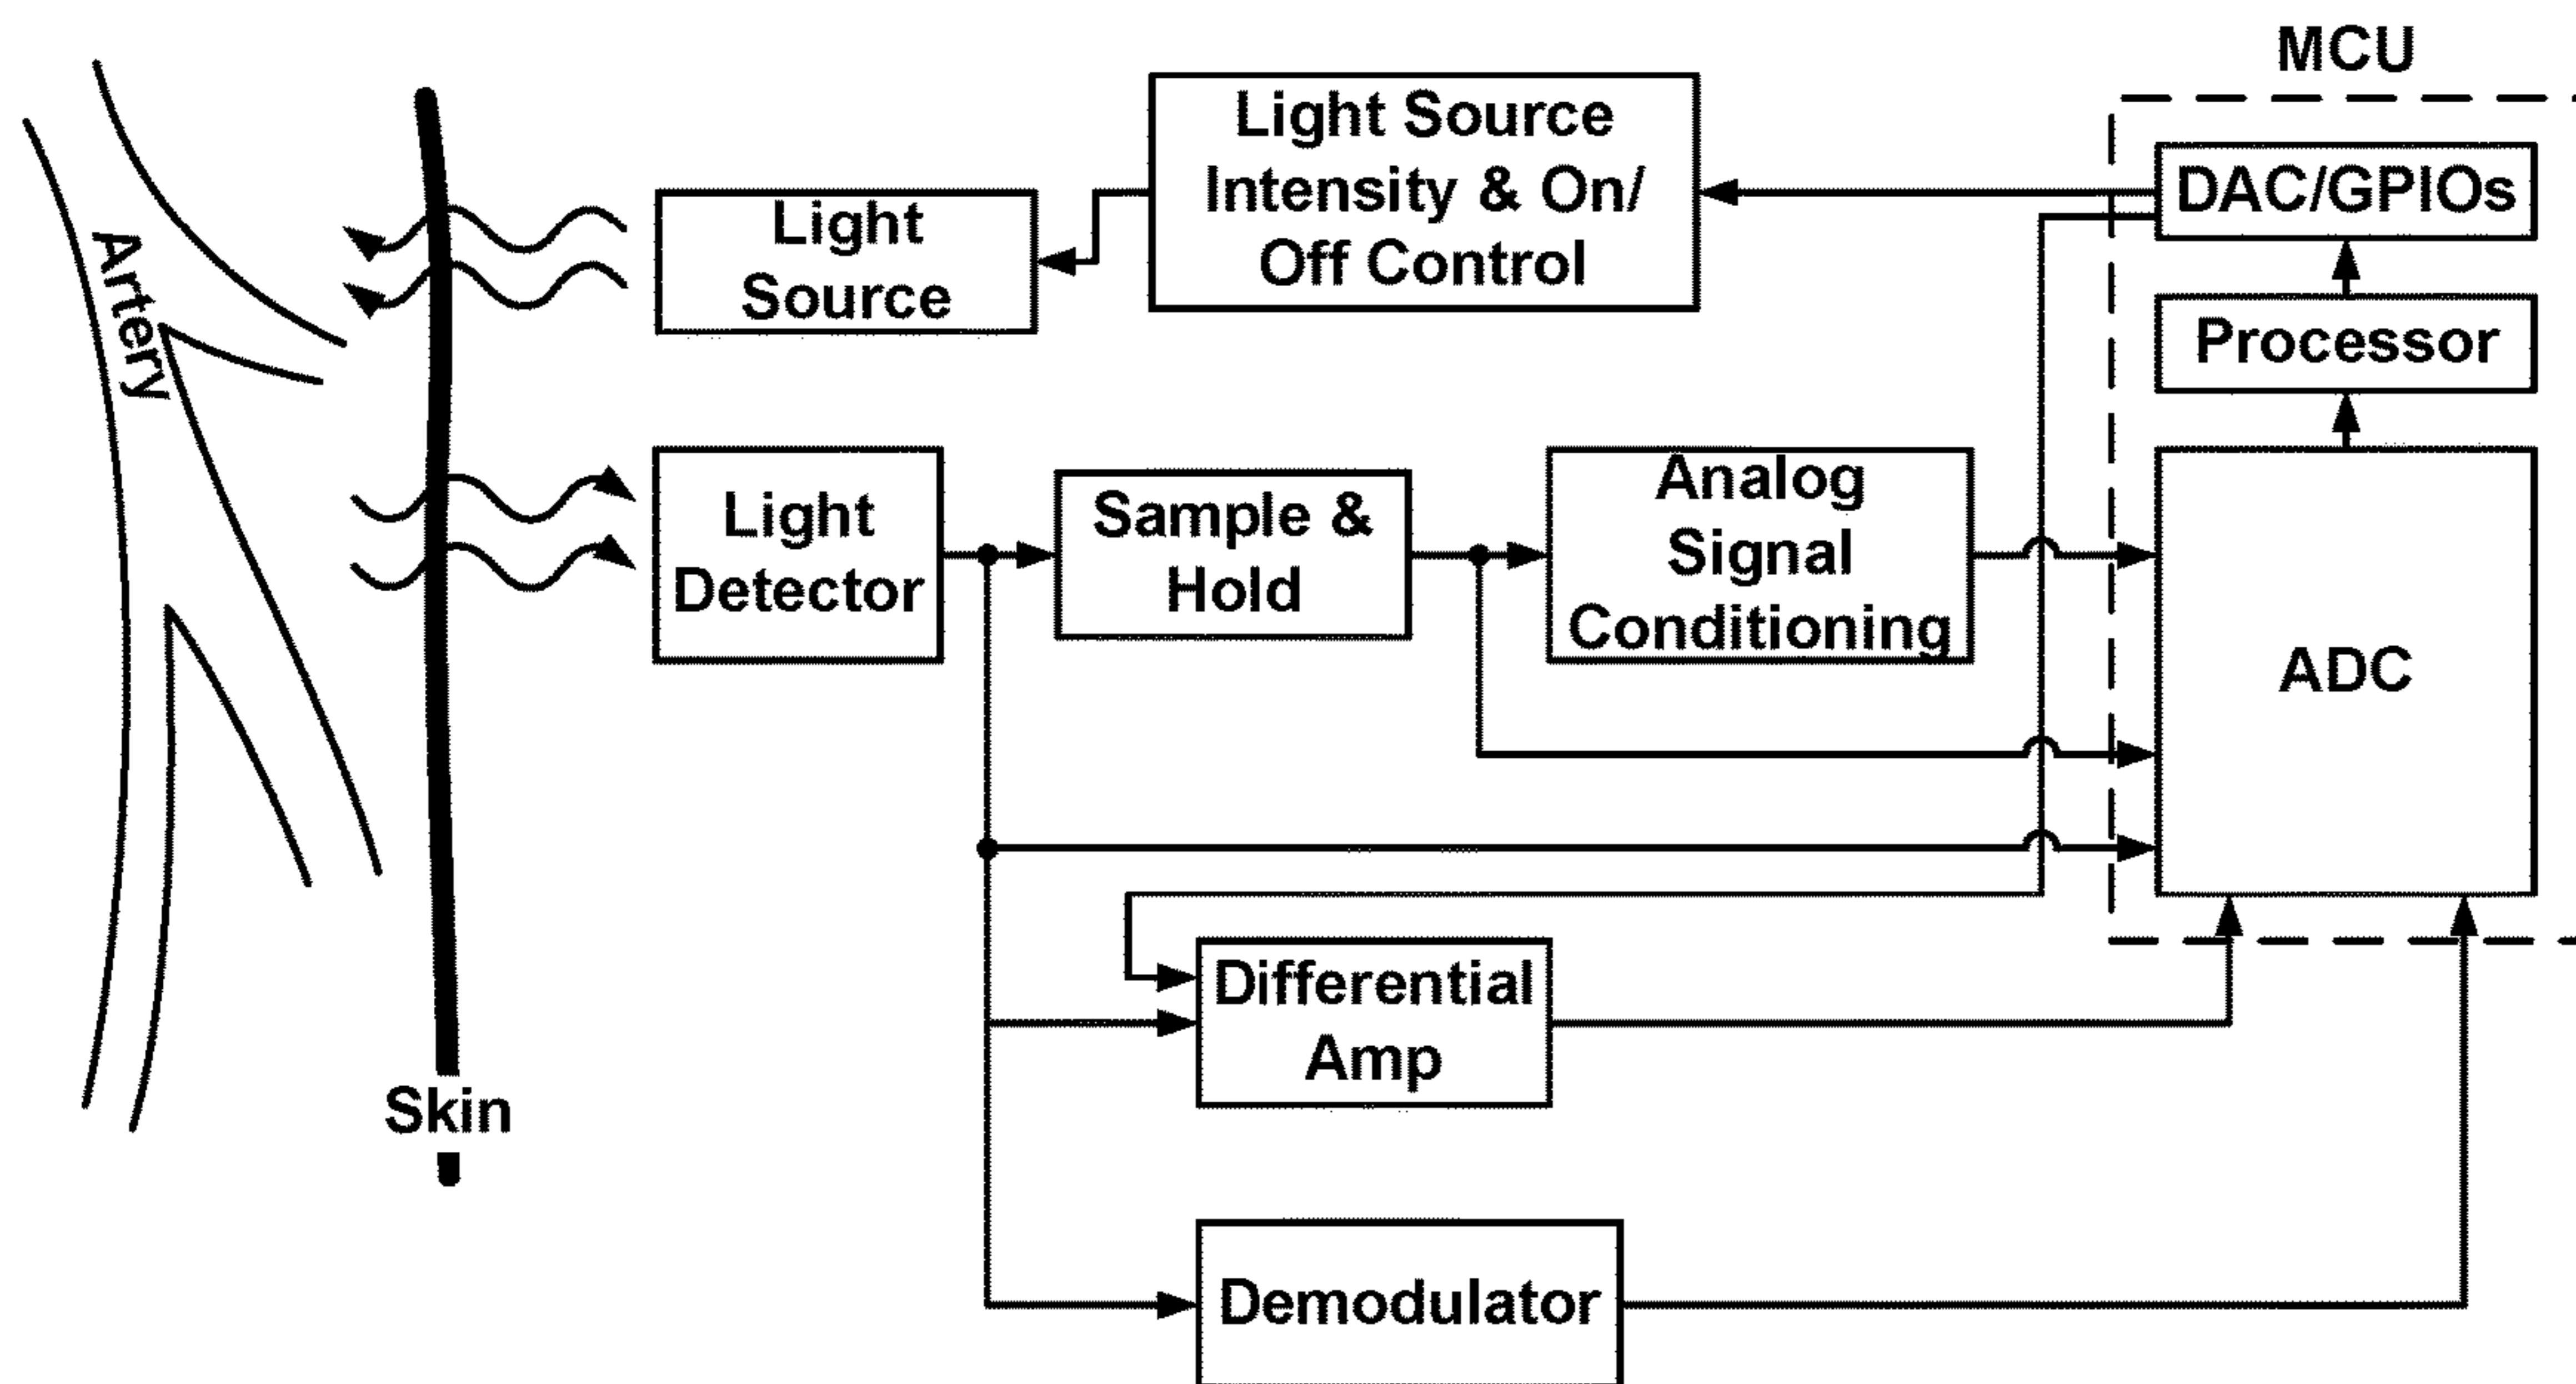 MCU
Light Source
Intensity & On/
Off Control
DAC/GPIOs
Light
Source
Artery
Processor
Light
Detector
Sample &
Hold
Analog
Signal
Conditioning
ADC
Differential
Amp
Skin
Demodulator